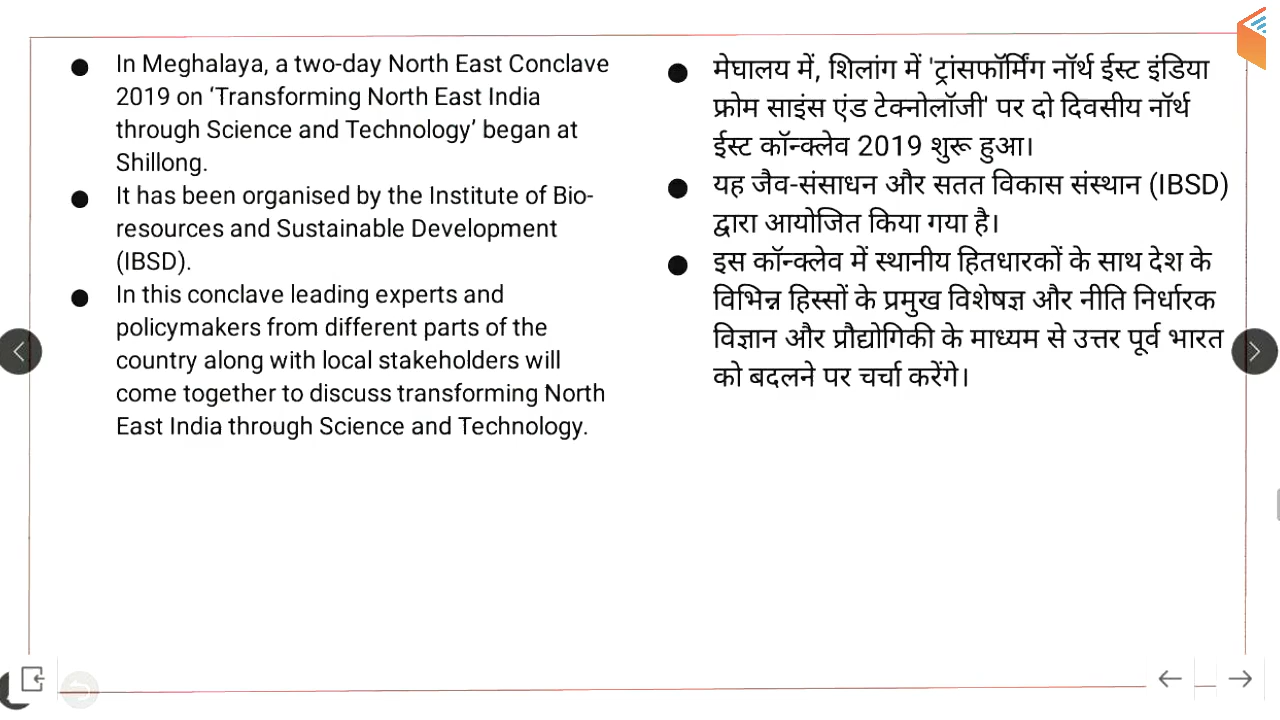 In Meghalaya, a two-day North East Conclave
2019 on ‘Transforming North East India
through Science and Technology’ began at
Shillong.
It has been organised by the Institute of Bio-
resources and Sustainable Development
(IBSD).
In this conclave leading experts and
policymakers from different parts of the
country along with local stakeholders will
come together to discuss transforming North
East India through Science and Technology.
मेघालय में, शिलांग में 'ट्रांसफॉर्मिंग नॉर्थ ईस्ट इंडिया
फ्रोम साइंस एंड टेक्नोलॉजी' पर दो दिवसीय नॉर्थ
ईस्ट कॉन्क्लेव 2019 शुरू हुआ।
यह जैव-संसाधन और सतत विकास संस्थान (IBSD)
द्वारा आयोजित किया गया है।
इस कॉन्क्लेव में स्थानीय हितधारकों के साथ देश के
विभिन्न हिस्सों के प्रमुख विशेषज्ञ और नीति निर्धारक
विज्ञान और प्रौद्योगिकी के माध्यम से उत्तर पूर्व भारत
को बदलने पर चर्चा करेंगे।